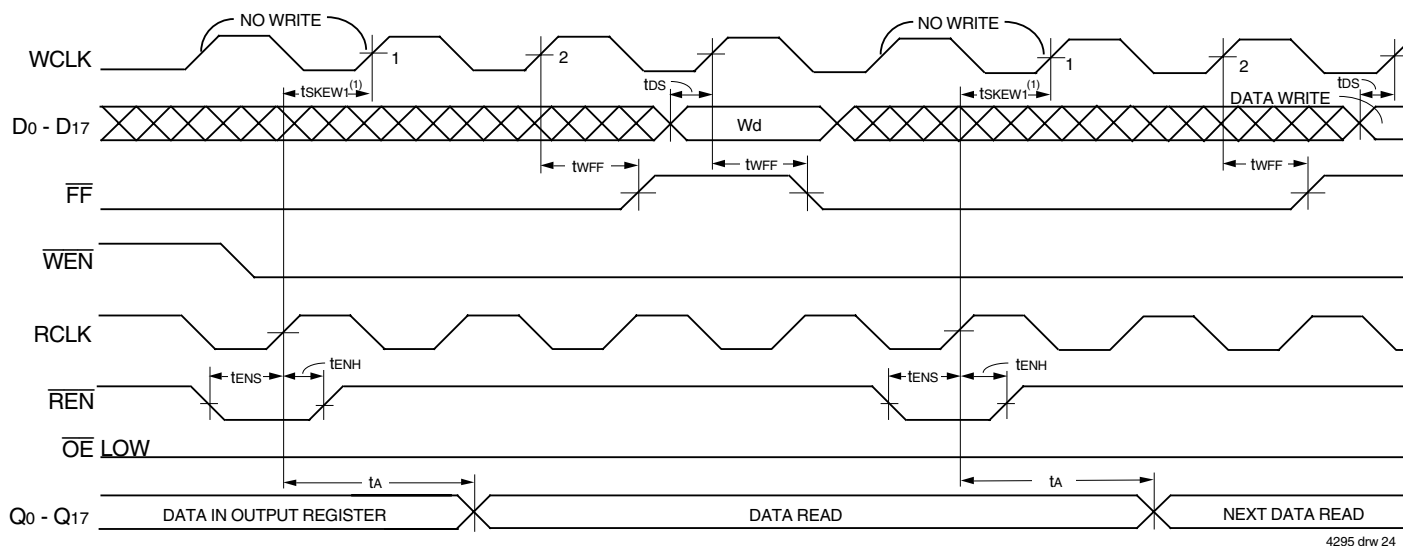 NO WRITE
NO WRITE
WCLK
1
2
1
2
tDS
tDS
tSKEW1(1)
tSKEW1(1)
DATA WRITE
D0 - D17
Wd
tWFF
tWFF
tWFF
FF
WEN
RCLK
tENS
tENH
tENS
tENH
REN
OE LOW
tA
tA
Q0 - Q17
DATA IN OUTPUT REGISTER
DATA READ
NEXT DATA READ
4295 drw 24